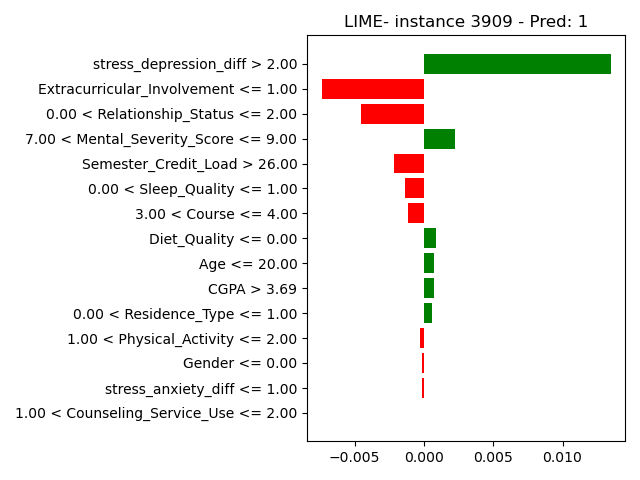 LIME- instance 3909 - Pred: 1
stress_depression_diff > 2.00
Extracurricular_Involvement <= 1.00
0.00 < Relationship_Status <= 2.00
7.00 < Mental_Severity_Score <= 9.00
Semester_Credit_Load > 26.00
0.00 < Sleep_Quality <= 1.00
3.00 < Course <= 4.00
Diet_Quality <= 0.00
Age <= 20.00
CGPA > 3.69
0.00 < Residence_Type <= 1.00
1.00 < Physical_Activity <= 2.00
Gender <= 0.00
stress_anxiety_diff <= 1.00
1.00 < Counseling_Service_Use <= 2.00
−0.005 0.000 0.005 0.010